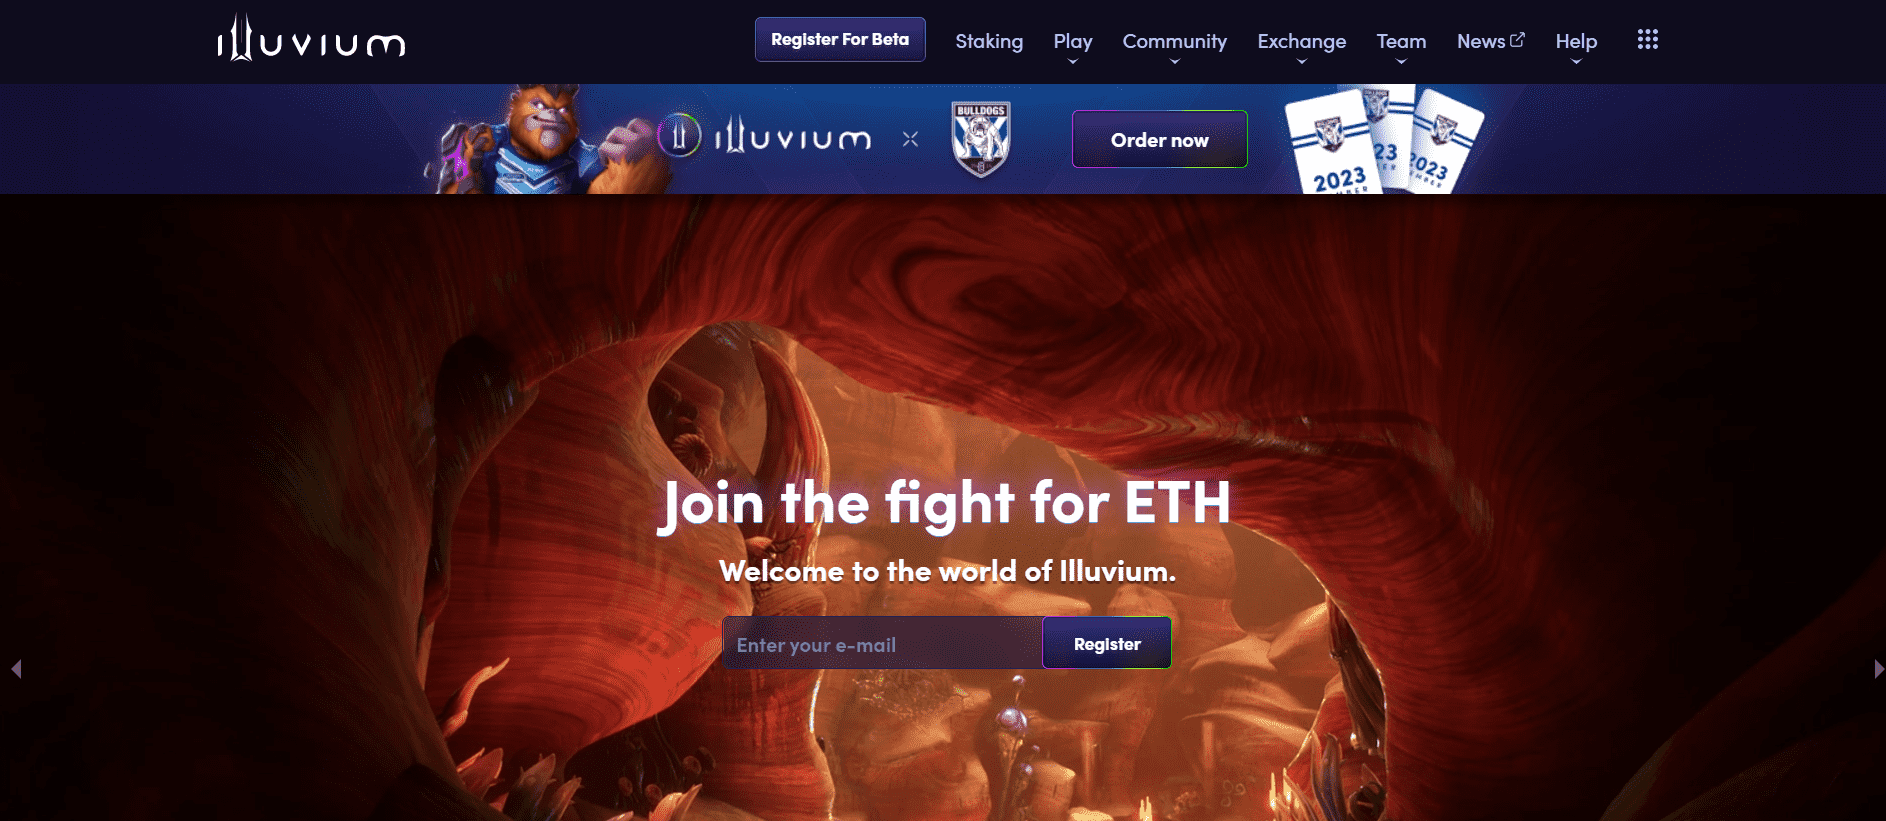 illuvium
Register For Beta
Staking
Play
Community
Exchange
Team
News
Help
illuvium
BULLDOGS
Order now
2023
23
2023
Join the fight for ETH
Welcome to the world of Illuvium.
Enter your e-mail
Register